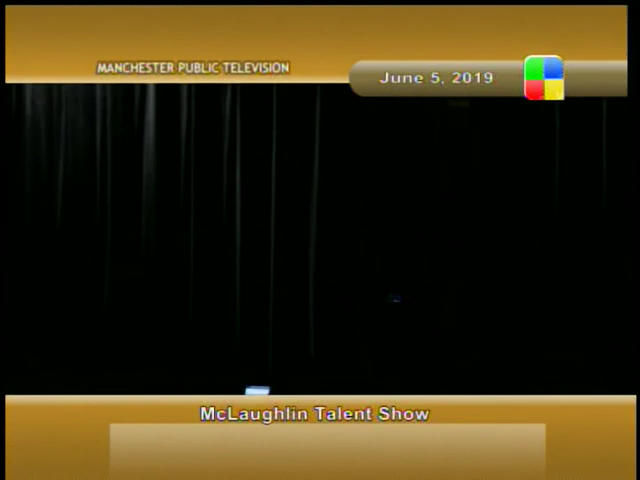 MANCHESTER PUBLIC TELEVISION
June 5, 2019
McLaughlin Talent Show